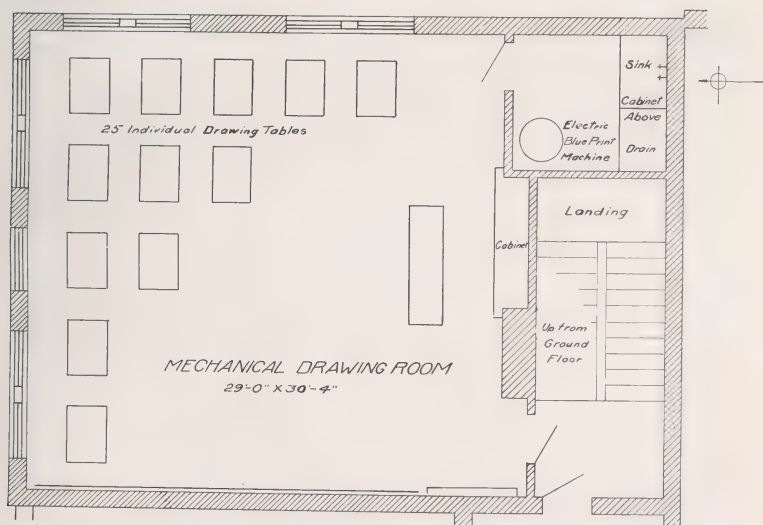 Sink
Cabinet
Above
Drain
25 Individual Drawing Tables
Electric
Blue Print
Machine
Landing
Cabinet
Up from
Ground
Floor
MECHANICAL DRAWING ROOM
29'-0" X 30'-4"